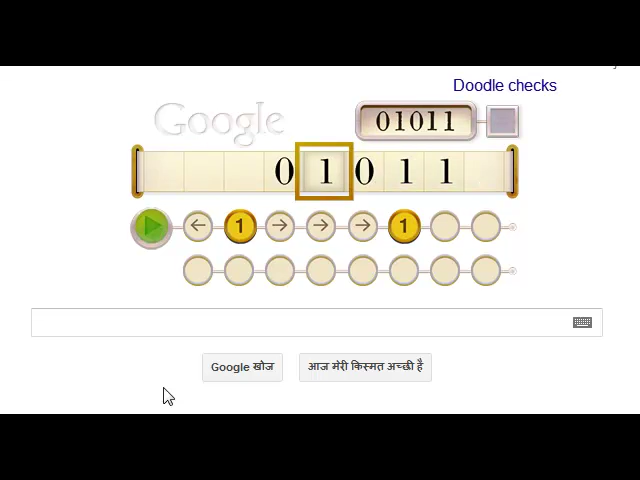 Doodle checks
Google
01011
0 1 0 1 1
← 1 → → → 1
Google खोज
आज मेरी किस्मत अच्छी है